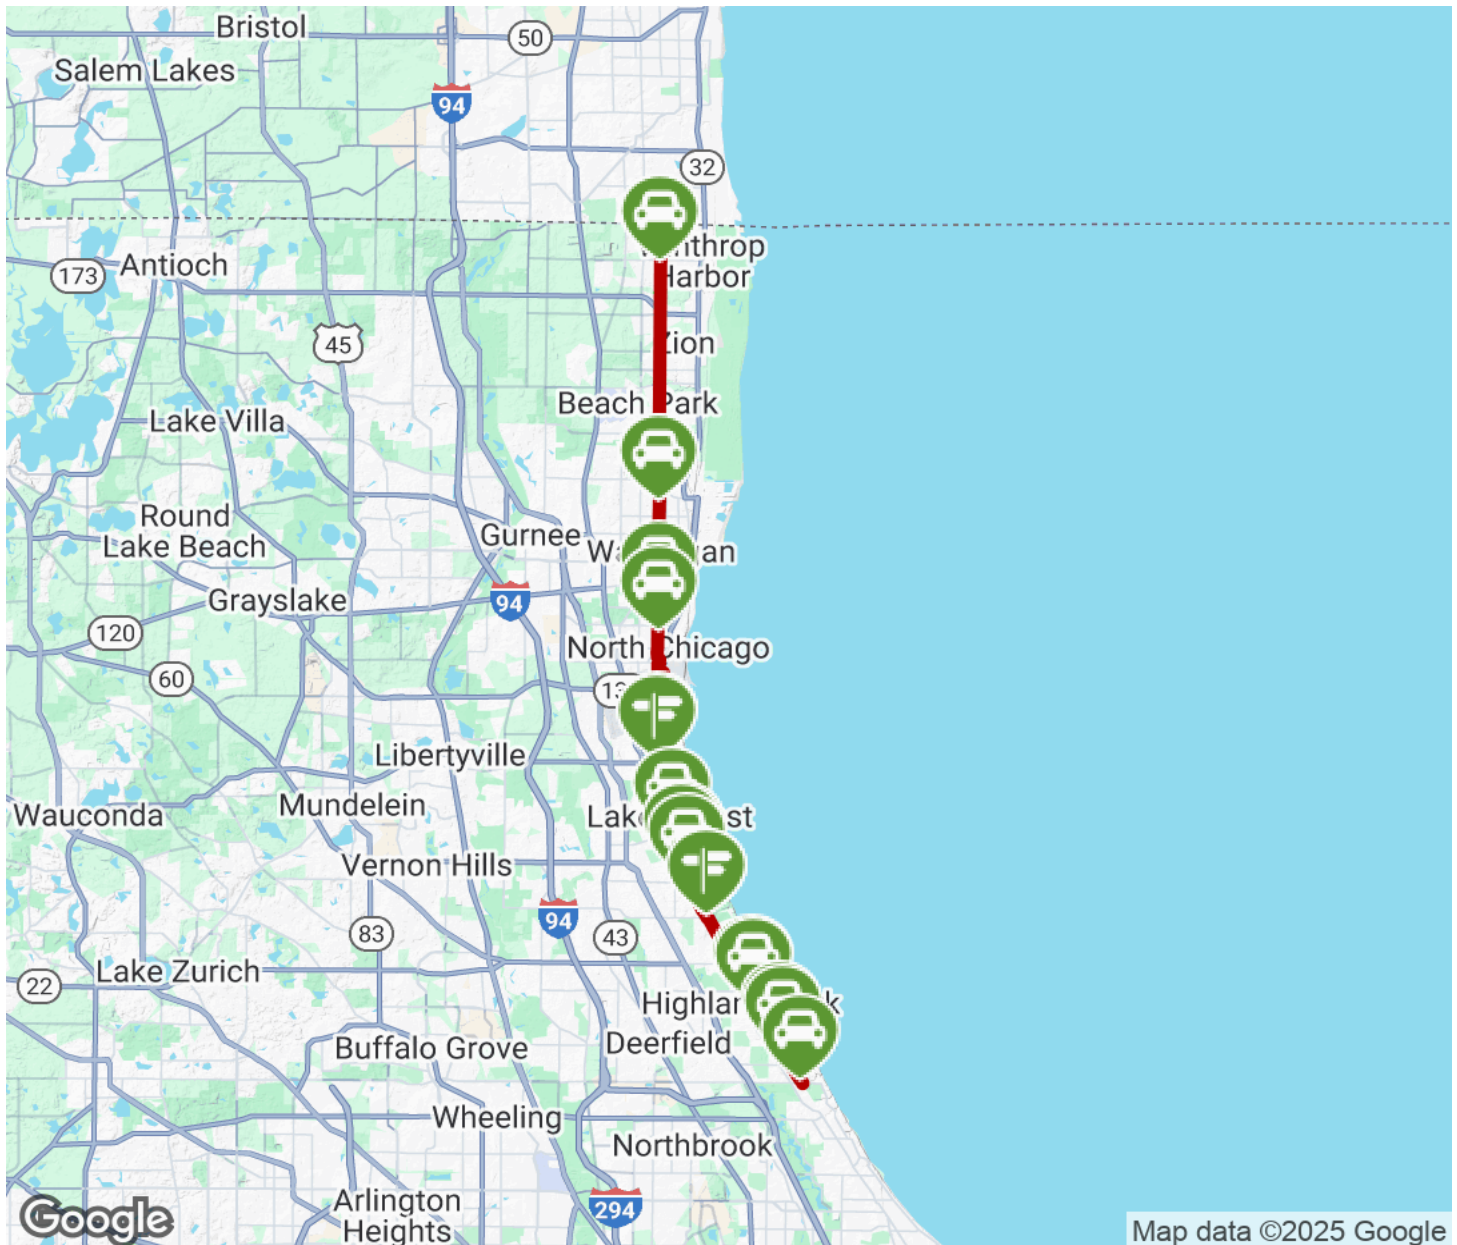 Bristol
50
Salem Lakes
94
32
Winthrop
Harbor
Antioch
173
45
Zion
Beach Park
Lake Villa
Round
Lake Beach
Gurnee
Grayslake
94
120
North Chicago
60
Libertyville
Mundelein
Wauconda
Vernon Hills
94
83
43
Lake Zurich
22
Deerfield
Buffalo Grove
Wheeling
Northbrook
Arlington
Heights
294
Google
Map data ©2025 Google